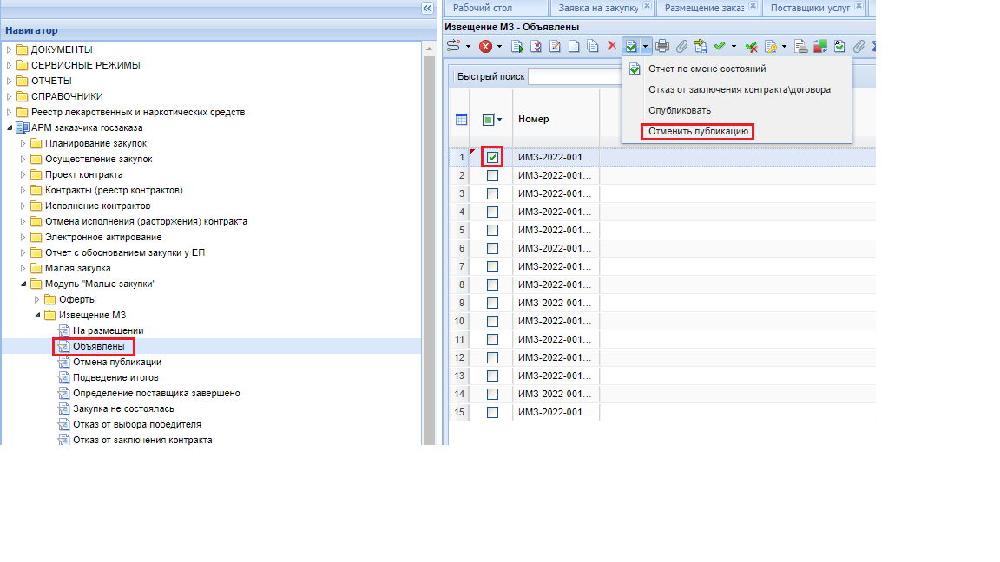 Навигатор
ДОКУМЕНТЫ
СЕРВИСНЫЕ РЕЖИМЫ
ОТЧЕТЫ
СПРАВОЧНИКИ
Реестр лекарственных и наркотических средств
АРМ заказчика госзаказа
Планирование закупок
Осуществление закупок
Проект контракта
Контракты (реестр контрактов)
Исполнение контрактов
Отмена исполнения (расторжения) контракта
Электронное актирование
Отчет с обоснованием закупки у ЕП
Малая закупка
Модуль "Малые закупки"
Оферты
Извещение МЗ
На размещении
Объявлены
Отмена публикации
Подведение итогов
Определение поставщика завершено
Закупка не состоялась
Отказ от выбора победителя
Отказ от заключения контракта
Рабочий стол
Заявка на закупку
Размещение заказ
Поставщики услуг
Извещение МЗ - Объявлены
Быстрый поиск
Отчет по смене состояний
Отказ от заключения контракта\договора
Опубликовать
Отменить публикацию
Номер
1 ИМЗ-2022-001...
2 ИМЗ-2022-001...
3 ИМЗ-2022-001...
4 ИМЗ-2022-001...
5 ИМЗ-2022-001...
6 ИМЗ-2022-001...
7 ИМЗ-2022-001...
8 ИМЗ-2022-001...
9 ИМЗ-2022-001...
10 ИМЗ-2022-001...
11 ИМЗ-2022-001...
12 ИМЗ-2022-001...
13 ИМЗ-2022-001...
14 ИМЗ-2022-001...
15 ИМЗ-2022-001...